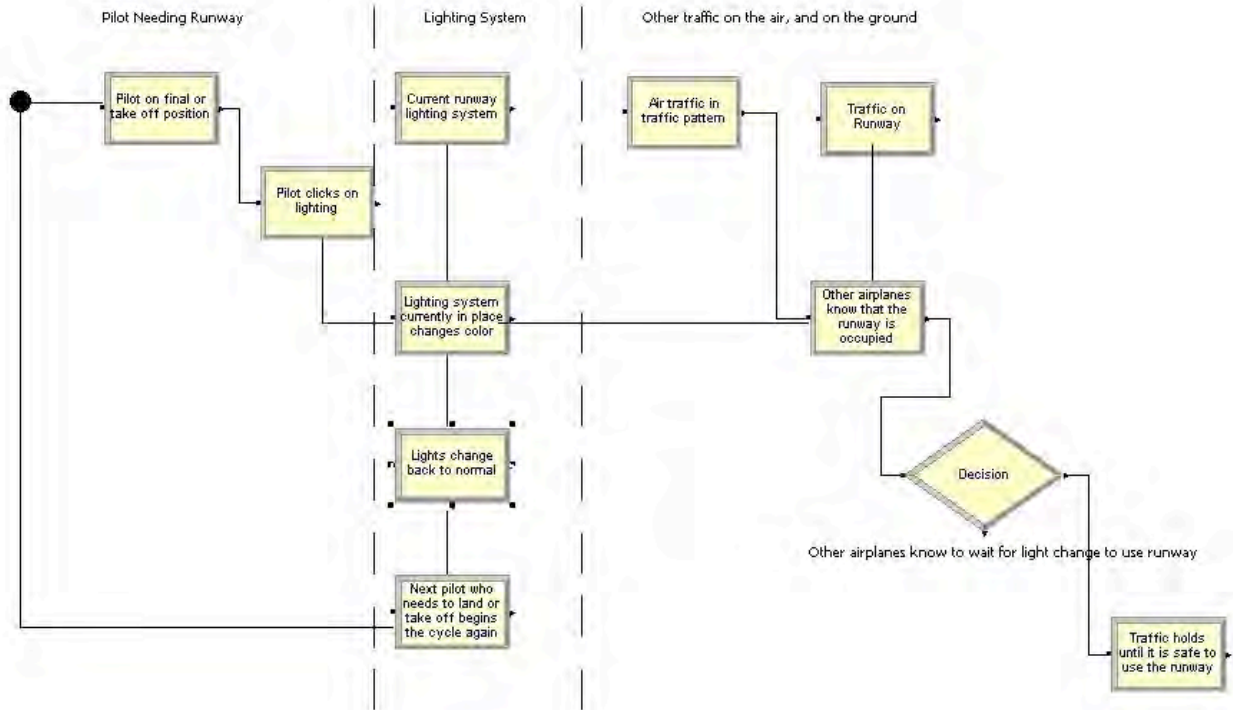 Pilot Needing Runway
Lighting System
Other traffic on the air, and on the ground
Pilot on final or
take off position
Current runway
lighting system
Air traffic in
traffic pattern
Traffic on
Runway
Pilot clicks on
lighting
Lighting system
currently in place
changes color
Other airplanes
know that the
runway is
occupied
Lights change
back to normal
Decision
Other airplanes know to wait for light change to use runway
Next pilot who
needs to land or
take off begins
the cycle again
Traffic holds
until it is safe to
use the runway